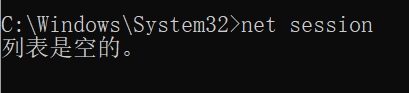 C:\Windows\System32>net session
列表是空的。